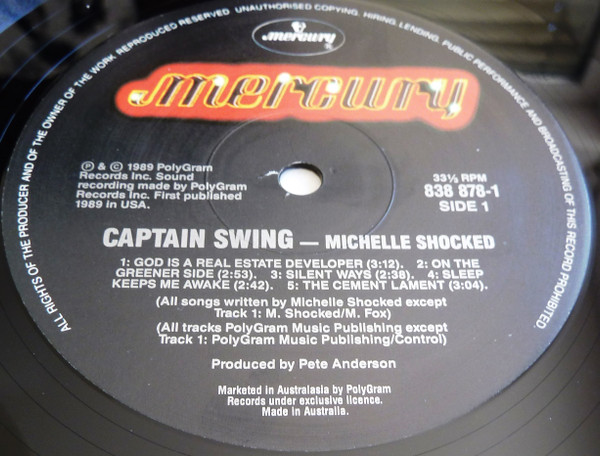 ALL RIGHTS OF THE PRODUCER AND OF THE OWNER OF THE WORK REPRODUCED RESERVED UNAUTHORISED COPYING, HIRING, LENDING, PUBLIC PERFORMANCE AND BROADCASTING OF THIS RECORD PROHIBITED.
mercury
mercury
℗ & © 1989 PolyGram
Records Inc. Sound
recording made by PolyGram
Records Inc. First published
1989 in USA.
33⅓ RPM
838 878-1
SIDE 1
CAPTAIN SWING — MICHELLE SHOCKED
1: GOD IS A REAL ESTATE DEVELOPER (3:12). 2: ON THE
GREENER SIDE (2:53). 3: SILENT WAYS (2:38). 4: SLEEP
KEEPS ME AWAKE (2:42). 5: THE CEMENT LAMENT (3:04).
(All songs written by Michelle Shocked except
Track 1: M. Shocked/M. Fox)
(All tracks PolyGram Music Publishing except
Track 1: PolyGram Music Publishing/Control)
Produced by Pete Anderson
Marketed in Australasia by PolyGram
Records under exclusive licence.
Made in Australia.